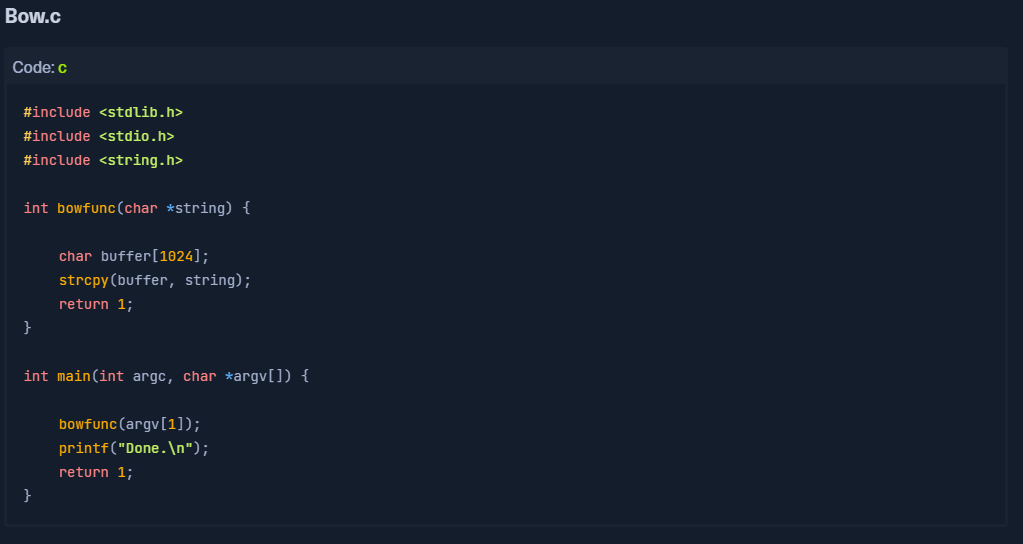 Bow.c
Code: c
#include <stdlib.h>
#include <stdio.h>
#include <string.h>
int bowfunc(char *string) {
char buffer[1024];
strcpy(buffer, string);
return 1;
}
int main(int argc, char *argv[]) {
bowfunc(argv[1]);
printf("Done.\n");
return 1;
}